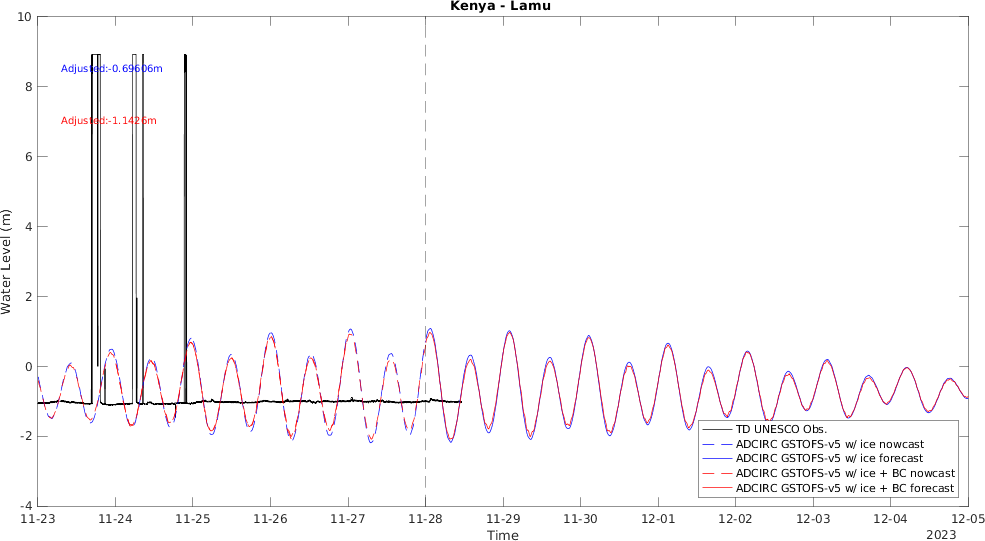 Kenya - Lamu
10
8
6
4
2
0
-2
-4
Water Level (m)
Adjusted:-0.69606m
Adjusted:-1.1426m
TD UNESCO Obs.
ADCIRC GSTOFS-v5 w/ ice nowcast
ADCIRC GSTOFS-v5 w/ ice forecast
ADCIRC GSTOFS-v5 w/ ice + BC nowcast
ADCIRC GSTOFS-v5 w/ ice + BC forecast
11-23 11-24 11-25 11-26 11-27 11-28 11-29 11-30 12-01 12-02 12-03 12-04 12-05
Time
2023